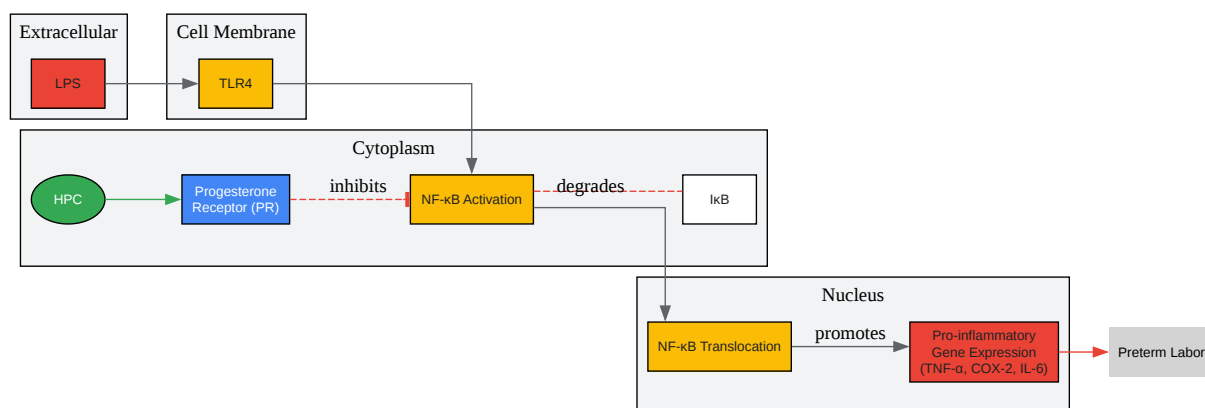 Extracellular
Cell Membrane
LPS
TLR4
Cytoplasm
HPC
Progesterone
Receptor (PR)
inhibits
NF-κB Activation
degrades
IκB
Nucleus
NF-κB Translocation
promotes
Pro-inflammatory
Gene Expression
(TNF-α, COX-2, IL-6)
Preterm Labor